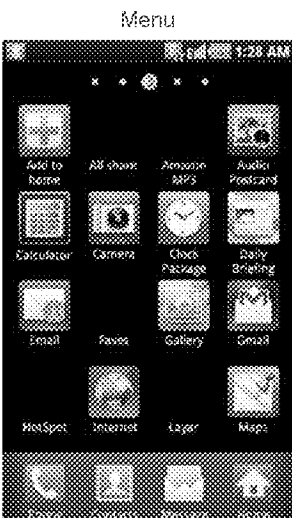 Menu
1:28 AM
Add to
home
All share
Amazon
MP3
Audio
Postcard
Calculator
Camera
Clock
Package
Daily
Briefing
Email
Faves
Gallery
Gmail
HotSpot
Internet
Layar
Maps